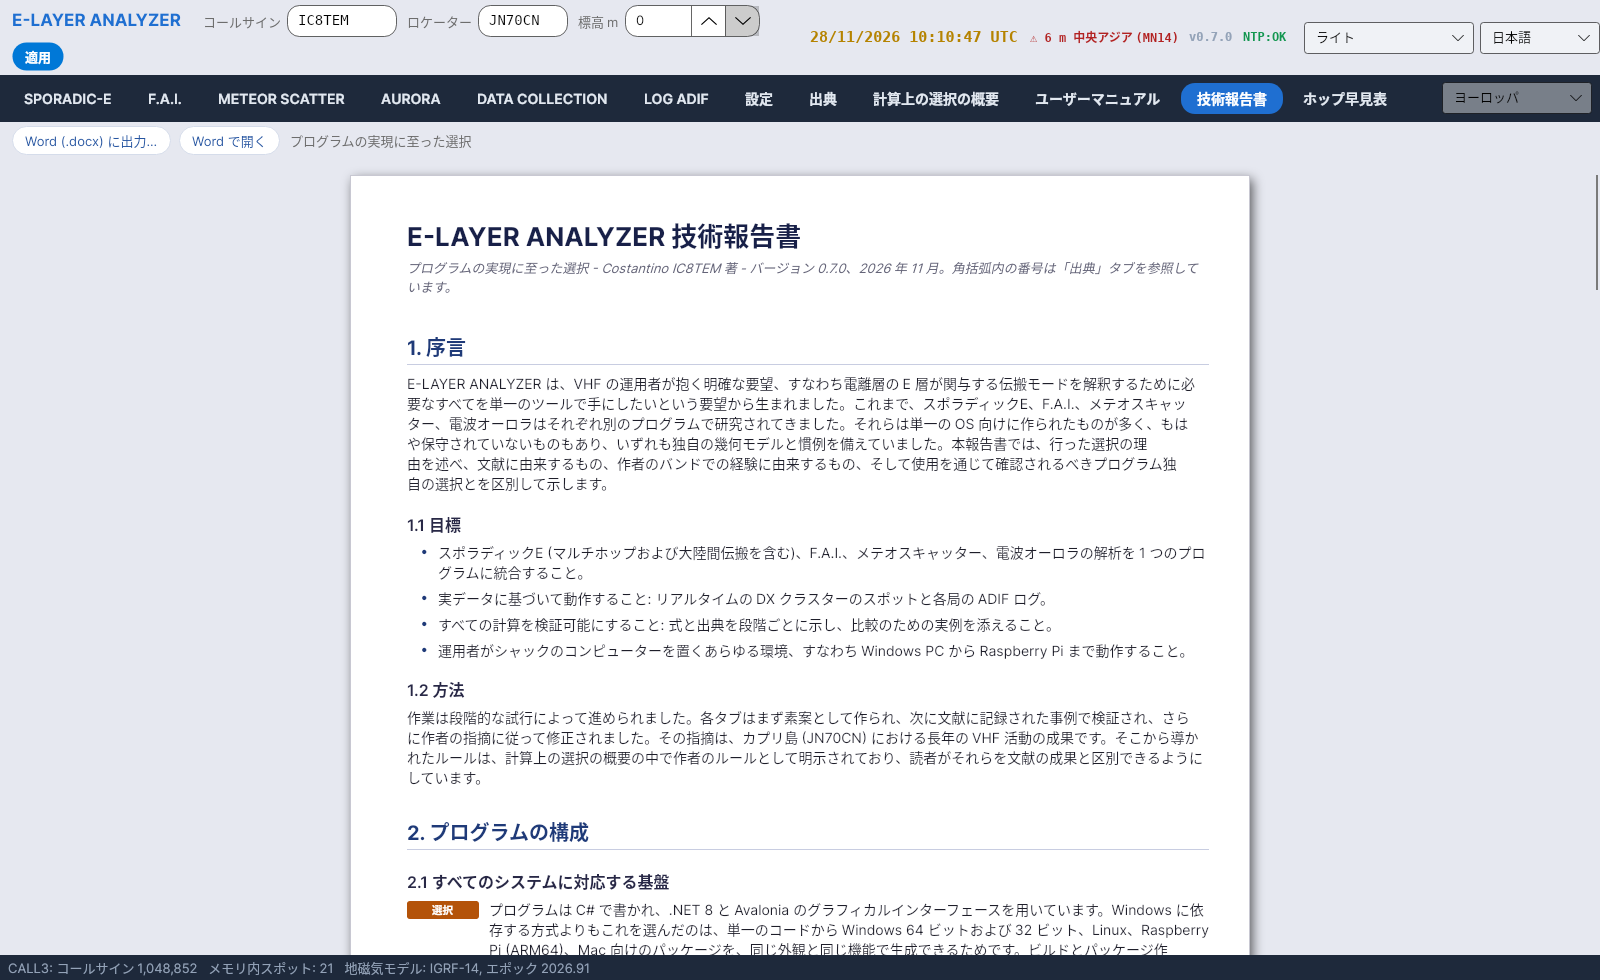 E-LAYER ANALYZER コールサイン IC8TEM ロケーター JN70CN 標高 m 0
28/11/2026 10:10:47 UTC ⚠ 6 m 中央アジア (MN14) v0.7.0 NTP:OK ライト 日本語
適用
SPORADIC-E F.A.I. METEOR SCATTER AURORA DATA COLLECTION LOG ADIF 設定 出典 計算上の選択の概要 ユーザーマニュアル 技術報告書 ホップ早見表 ヨーロッパ
Word (.docx) に出力... Word で開く プログラムの実現に至った選択
E-LAYER ANALYZER 技術報告書
プログラムの実現に至った選択 - Costantino IC8TEM 著 - バージョン 0.7.0、2026 年 11 月。角括弧内の番号は「出典」タブを参照して
います。
1. 序言
E-LAYER ANALYZER は、VHF の運用者が抱く明確な要望、すなわち電離層の E 層が関与する伝搬モードを解釈するために必
要なすべてを単一のツールで手にしたいという要望から生まれました。これまで、スポラディックE、F.A.I.、メテオスキャッ
ター、電波オーロラはそれぞれ別のプログラムで研究されてきました。それらは単一の OS 向けに作られたものが多く、もは
や保守されていないものもあり、いずれも独自の幾何モデルと慣例を備えていました。本報告書では、行った選択の理
由を述べ、文献に由来するもの、作者のバンドでの経験に由来するもの、そして使用を通じて確認されるべきプログラム独
自の選択とを区別して示します。
1.1 目標
• スポラディックE (マルチホップおよび大陸間伝搬を含む)、F.A.I.、メテオスキャッター、電波オーロラの解析を 1 つのプロ
グラムに統合すること。
• 実データに基づいて動作すること: リアルタイムの DX クラスターのスポットと各局の ADIF ログ。
• すべての計算を検証可能にすること: 式と出典を段階ごとに示し、比較のための実例を添えること。
• 運用者がシャックのコンピューターを置くあらゆる環境、すなわち Windows PC から Raspberry Pi まで動作すること。
1.2 方法
作業は段階的な試行によって進められました。各タブはまず素案として作られ、次に文献に記録された事例で検証され、さら
に作者の指摘に従って修正されました。その指摘は、カプリ島 (JN70CN) における長年の VHF 活動の成果です。そこから導か
れたルールは、計算上の選択の概要の中で作者のルールとして明示されており、読者がそれらを文献の成果と区別できるように
しています。
2. プログラムの構成
2.1 すべてのシステムに対応する基盤
選択 プログラムは C# で書かれ、.NET 8 と Avalonia のグラフィカルインターフェースを用いています。Windows に依
存する方式よりもこれを選んだのは、単一のコードから Windows 64 ビットおよび 32 ビット、Linux、Raspberry
Pi (ARM64)、Mac 向けのパッケージを、同じ外観と同じ機能で生成できるためです。ビルドとパッケージ作
CALL3: コールサイン 1,048,852 メモリ内スポット: 21 地磁気モデル: IGRF-14, エポック 2026.91